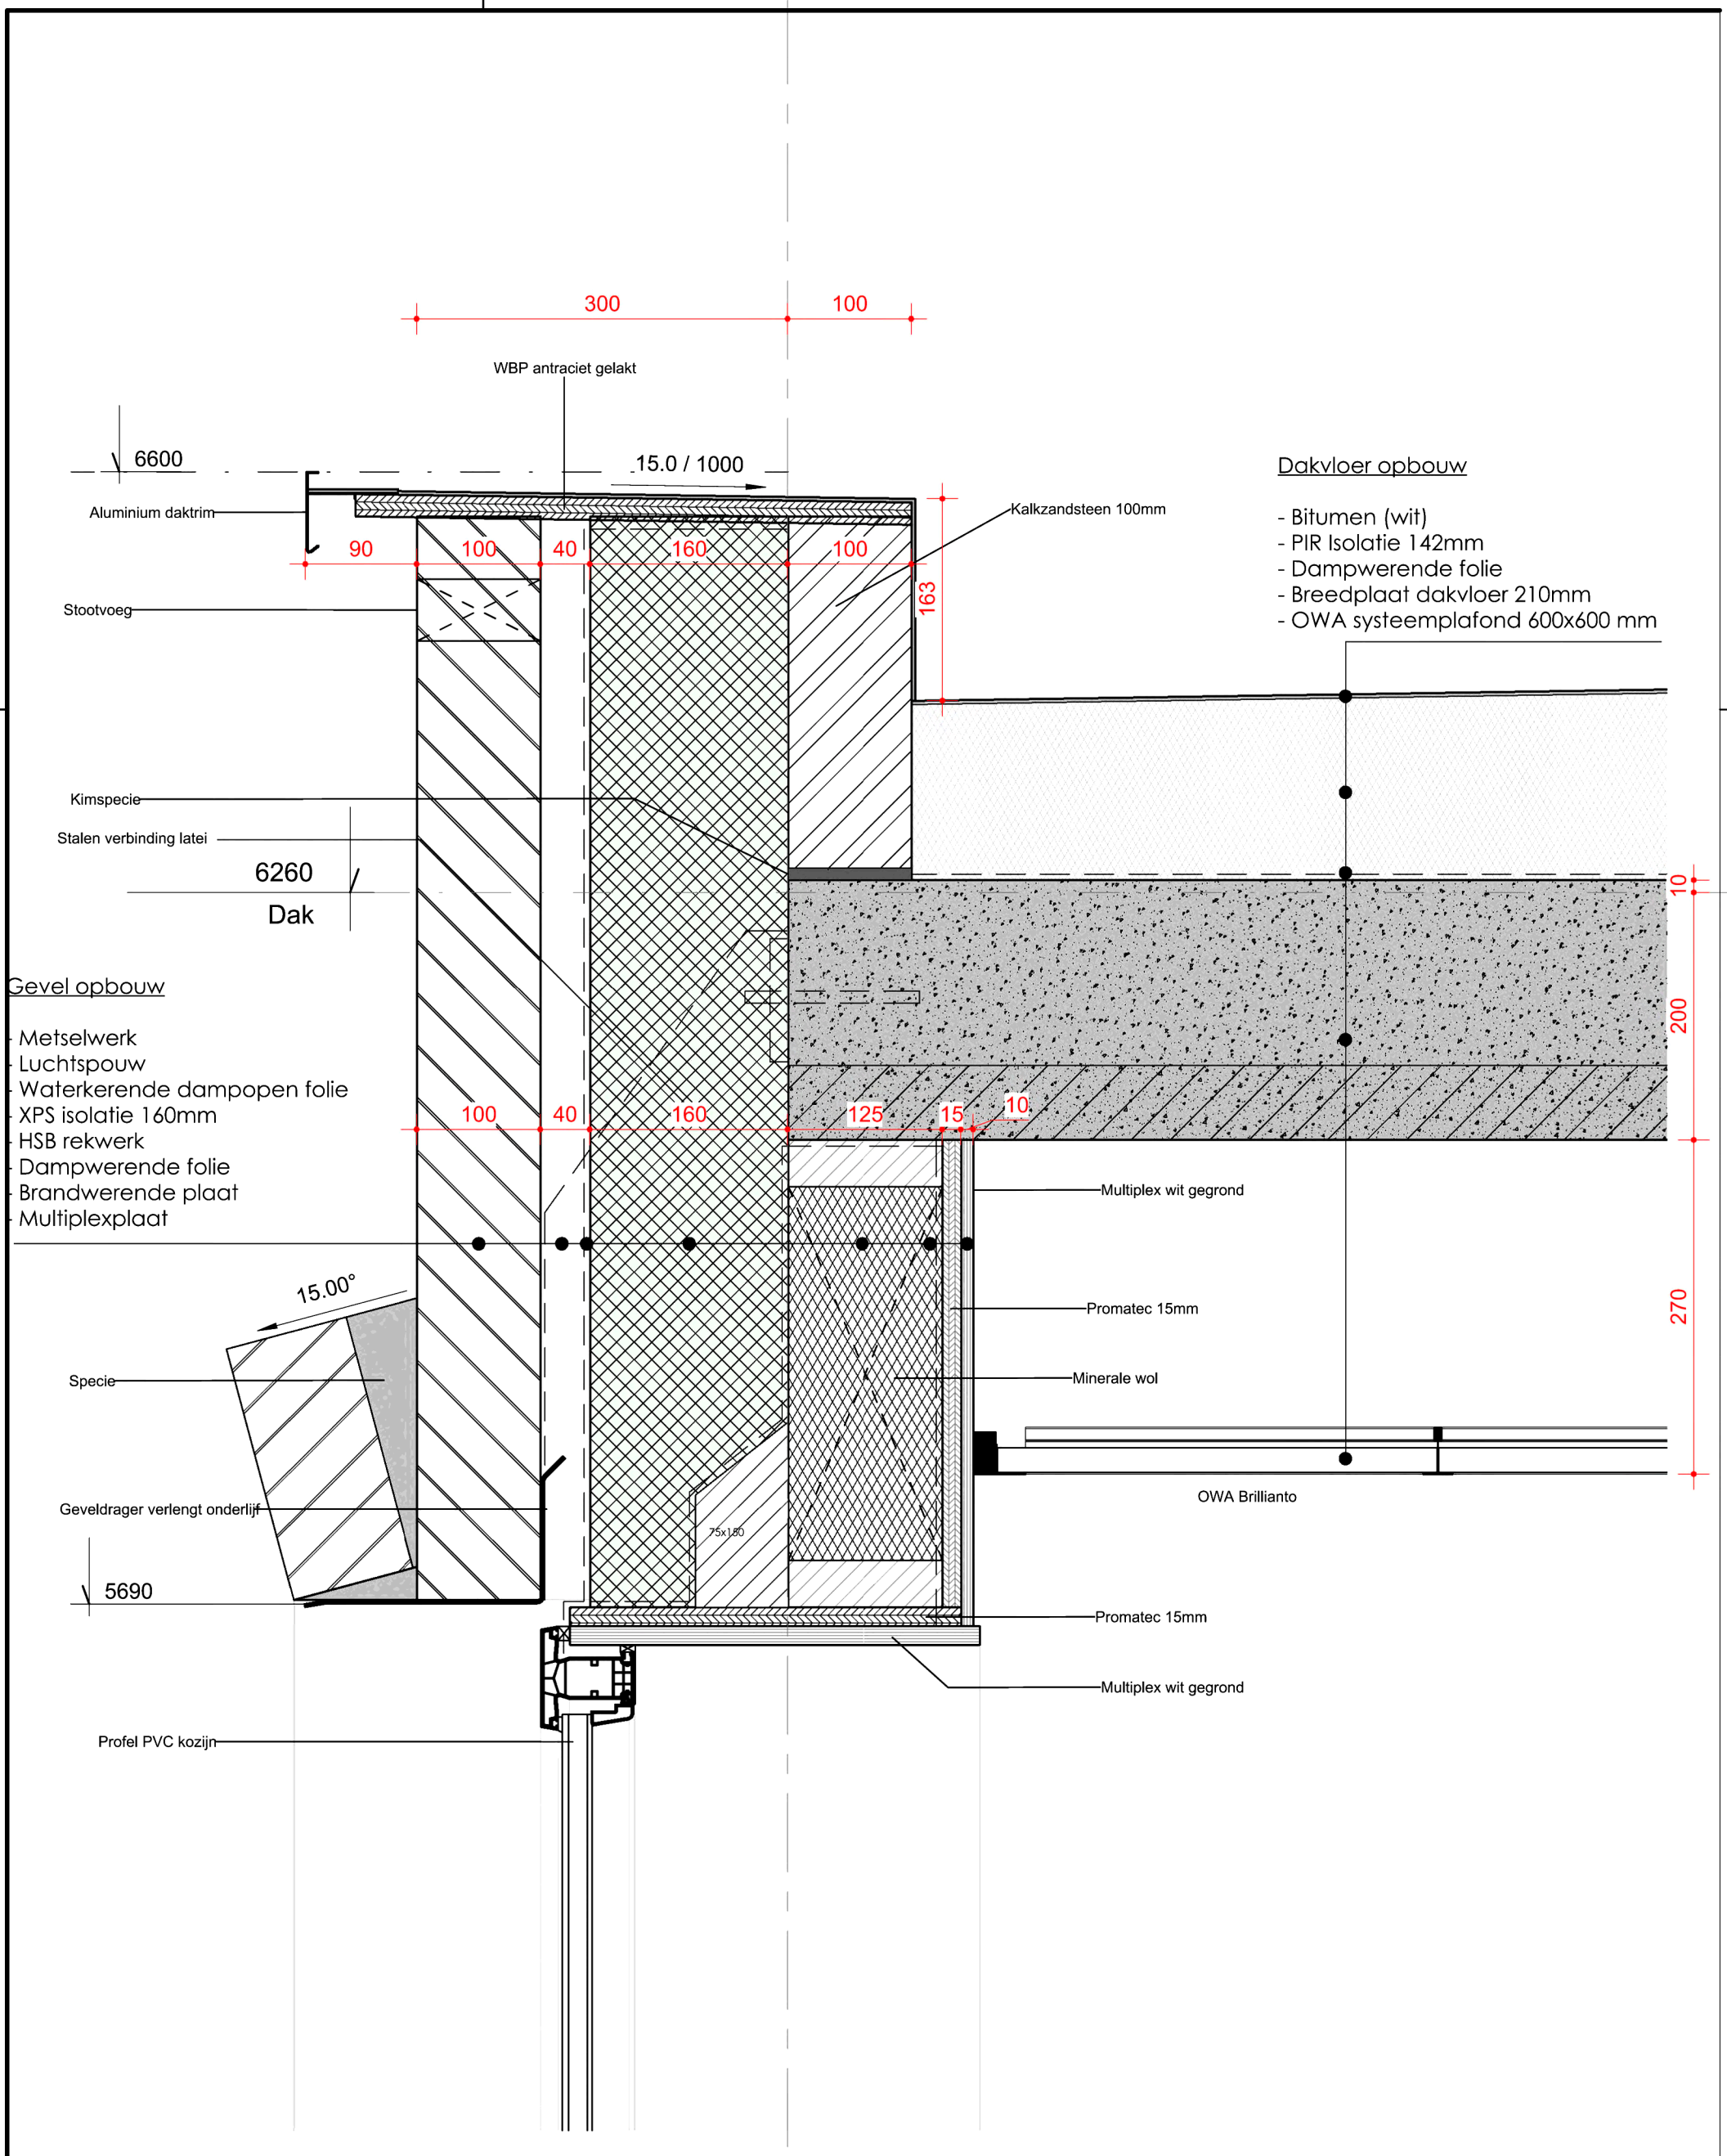 300
100
WBP antraciet gelakt
6600
15.0 / 1000
Dakvloer opbouw
Aluminium daktrim
Kalkzandsteen 100mm
- Bitumen (wit)
- PIR Isolatie 142mm
- Dampwerende folie
- Breedplaat dakvloer 210mm
- OWA systeemplafond 600x600 mm
90
100
40
160
100
163
Stootvoeg
Kimspecie
Stalen verbinding latei
6260
Dak
10
200
Gevel opbouw
- Metselwerk
- Luchtspouw
- Waterkerende dampopen folie
- XPS isolatie 160mm
- HSB rekwerk
- Dampwerende folie
- Brandwerende plaat
- Multiplexplaat
100
40
160
125
15
10
Multiplex wit gegrond
15.00°
Promatec 15mm
270
Specie
Minerale wol
OWA Brillianto
Geveldrager verlengt onderlijf
75x150
5690
Promatec 15mm
Multiplex wit gegrond
Profel PVC kozijn